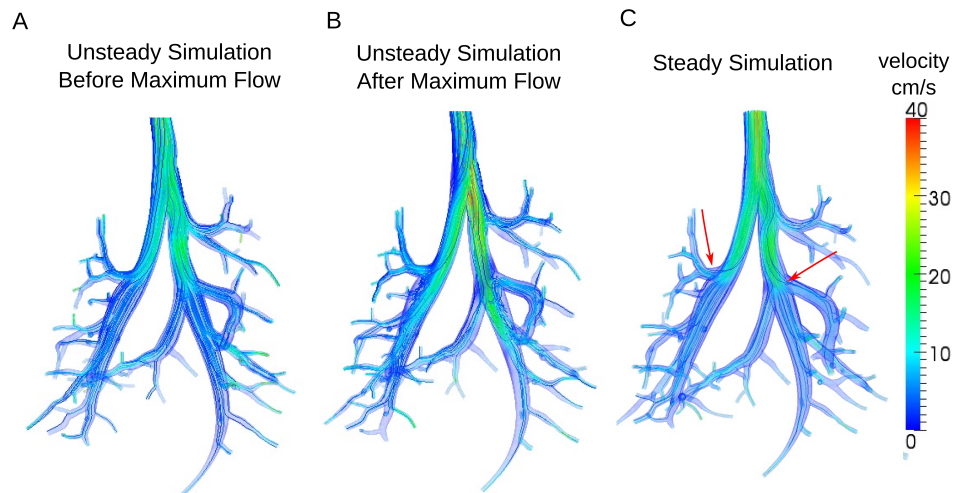 A
Unsteady Simulation
Before Maximum Flow
B
Unsteady Simulation
After Maximum Flow
C
Steady Simulation
velocity
cm/s
40
30
20
10
0